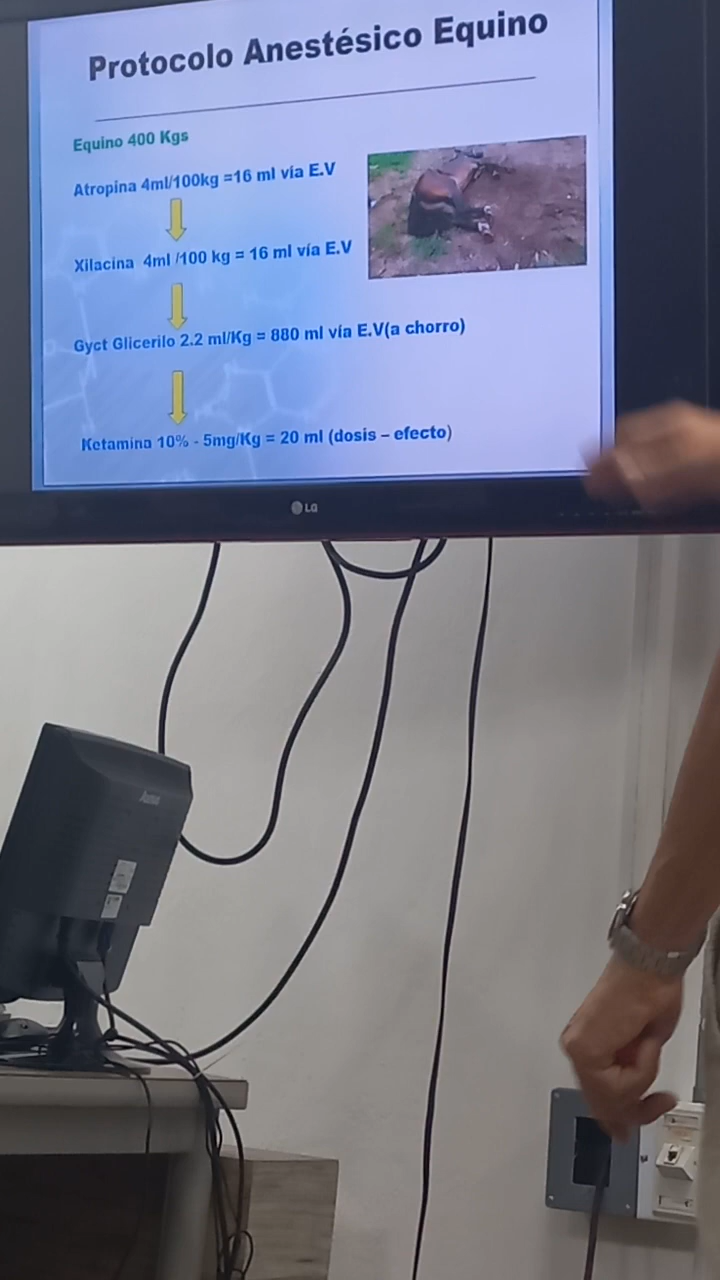 Protocolo Anestésico Equino
Equino 400 Kgs
Atropina 4ml/100kg =16 ml vía E.V
Xilacina 4ml /100 kg = 16 ml vía E.V
Gyct Glicerilo 2.2 ml/Kg = 880 ml vía E.V(a chorro)
Ketamina 10% - 5mg/Kg = 20 ml (dosis – efecto)
LG